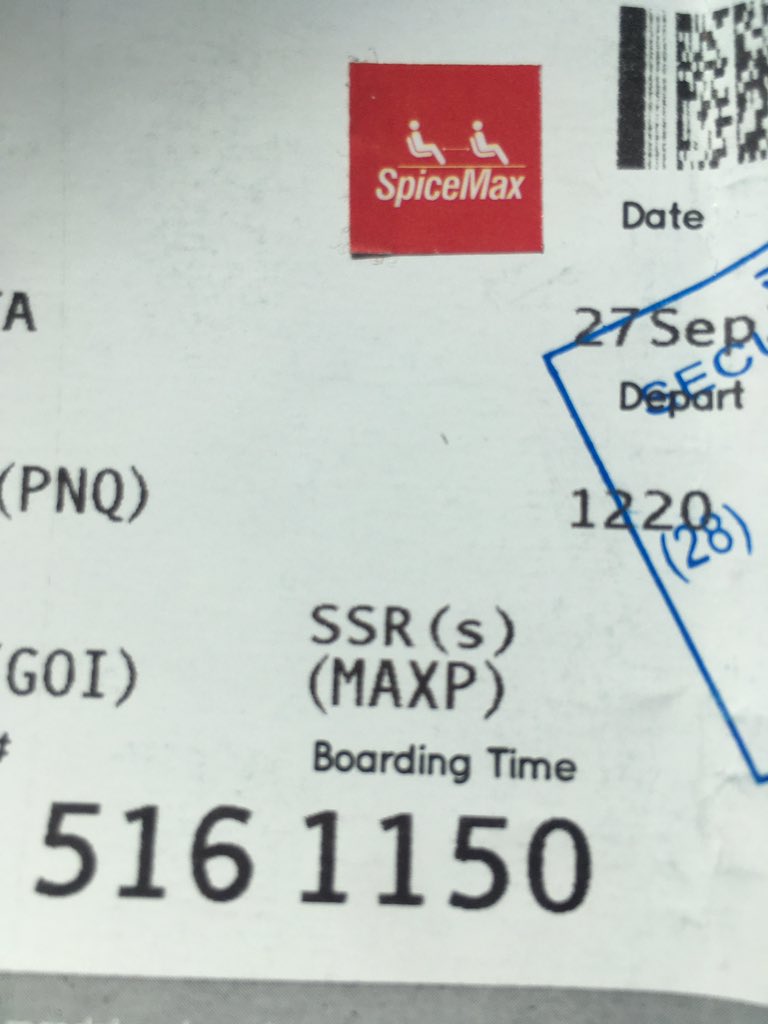 SpiceMax
Date
27Sep
Depart
(PNQ)
1220
(28)
SSR(s)
GOI)
(MAXP)
Boarding Time
516 1150